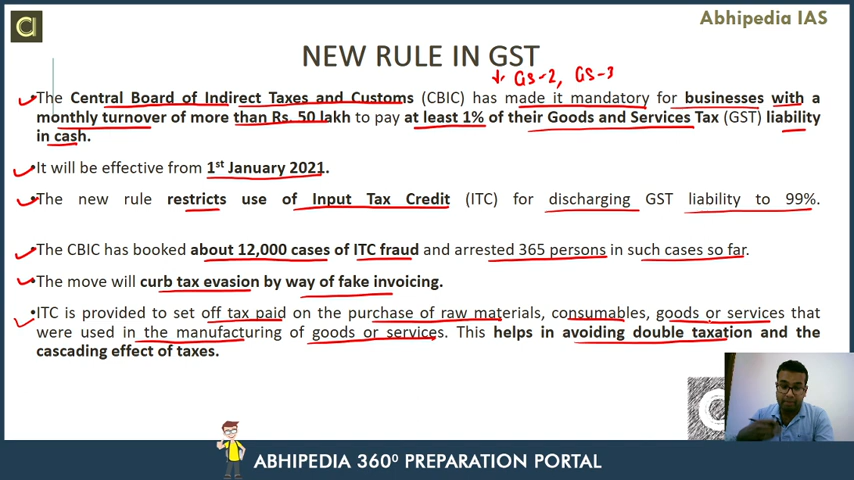 Abhipedia IAS
NEW RULE IN GST
GS-2, GS-3
•The Central Board of Indirect Taxes and Customs (CBIC) has made it mandatory for businesses with a
monthly turnover of more than Rs. 50 lakh to pay at least 1% of their Goods and Services Tax (GST) liability
in cash.
•It will be effective from 1st January 2021.
•The new rule restricts use of Input Tax Credit (ITC) for discharging GST liability to 99%.
•The CBIC has booked about 12,000 cases of ITC fraud and arrested 365 persons in such cases so far.
•The move will curb tax evasion by way of fake invoicing.
•ITC is provided to set off tax paid on the purchase of raw materials, consumables, goods or services that
were used in the manufacturing of goods or services. This helps in avoiding double taxation and the
cascading effect of taxes.
ABHIPEDIA 360⁰ PREPARATION PORTAL